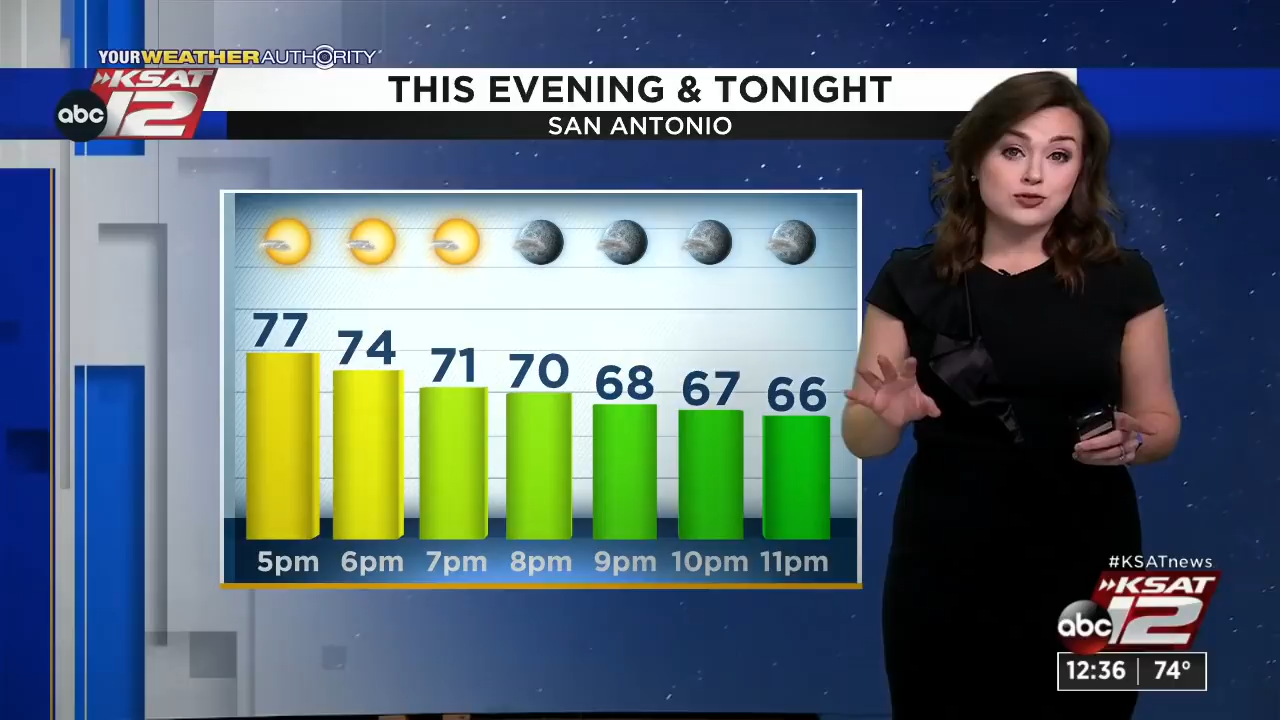 YOUR WEATHER AUTHORITY
KSAT
abc 12
THIS EVENING & TONIGHT
SAN ANTONIO
77 74 71 70 68 67 66
5pm 6pm 7pm 8pm 9pm 10pm 11pm
#KSATnews
KSAT
abc 12
12:36 74°